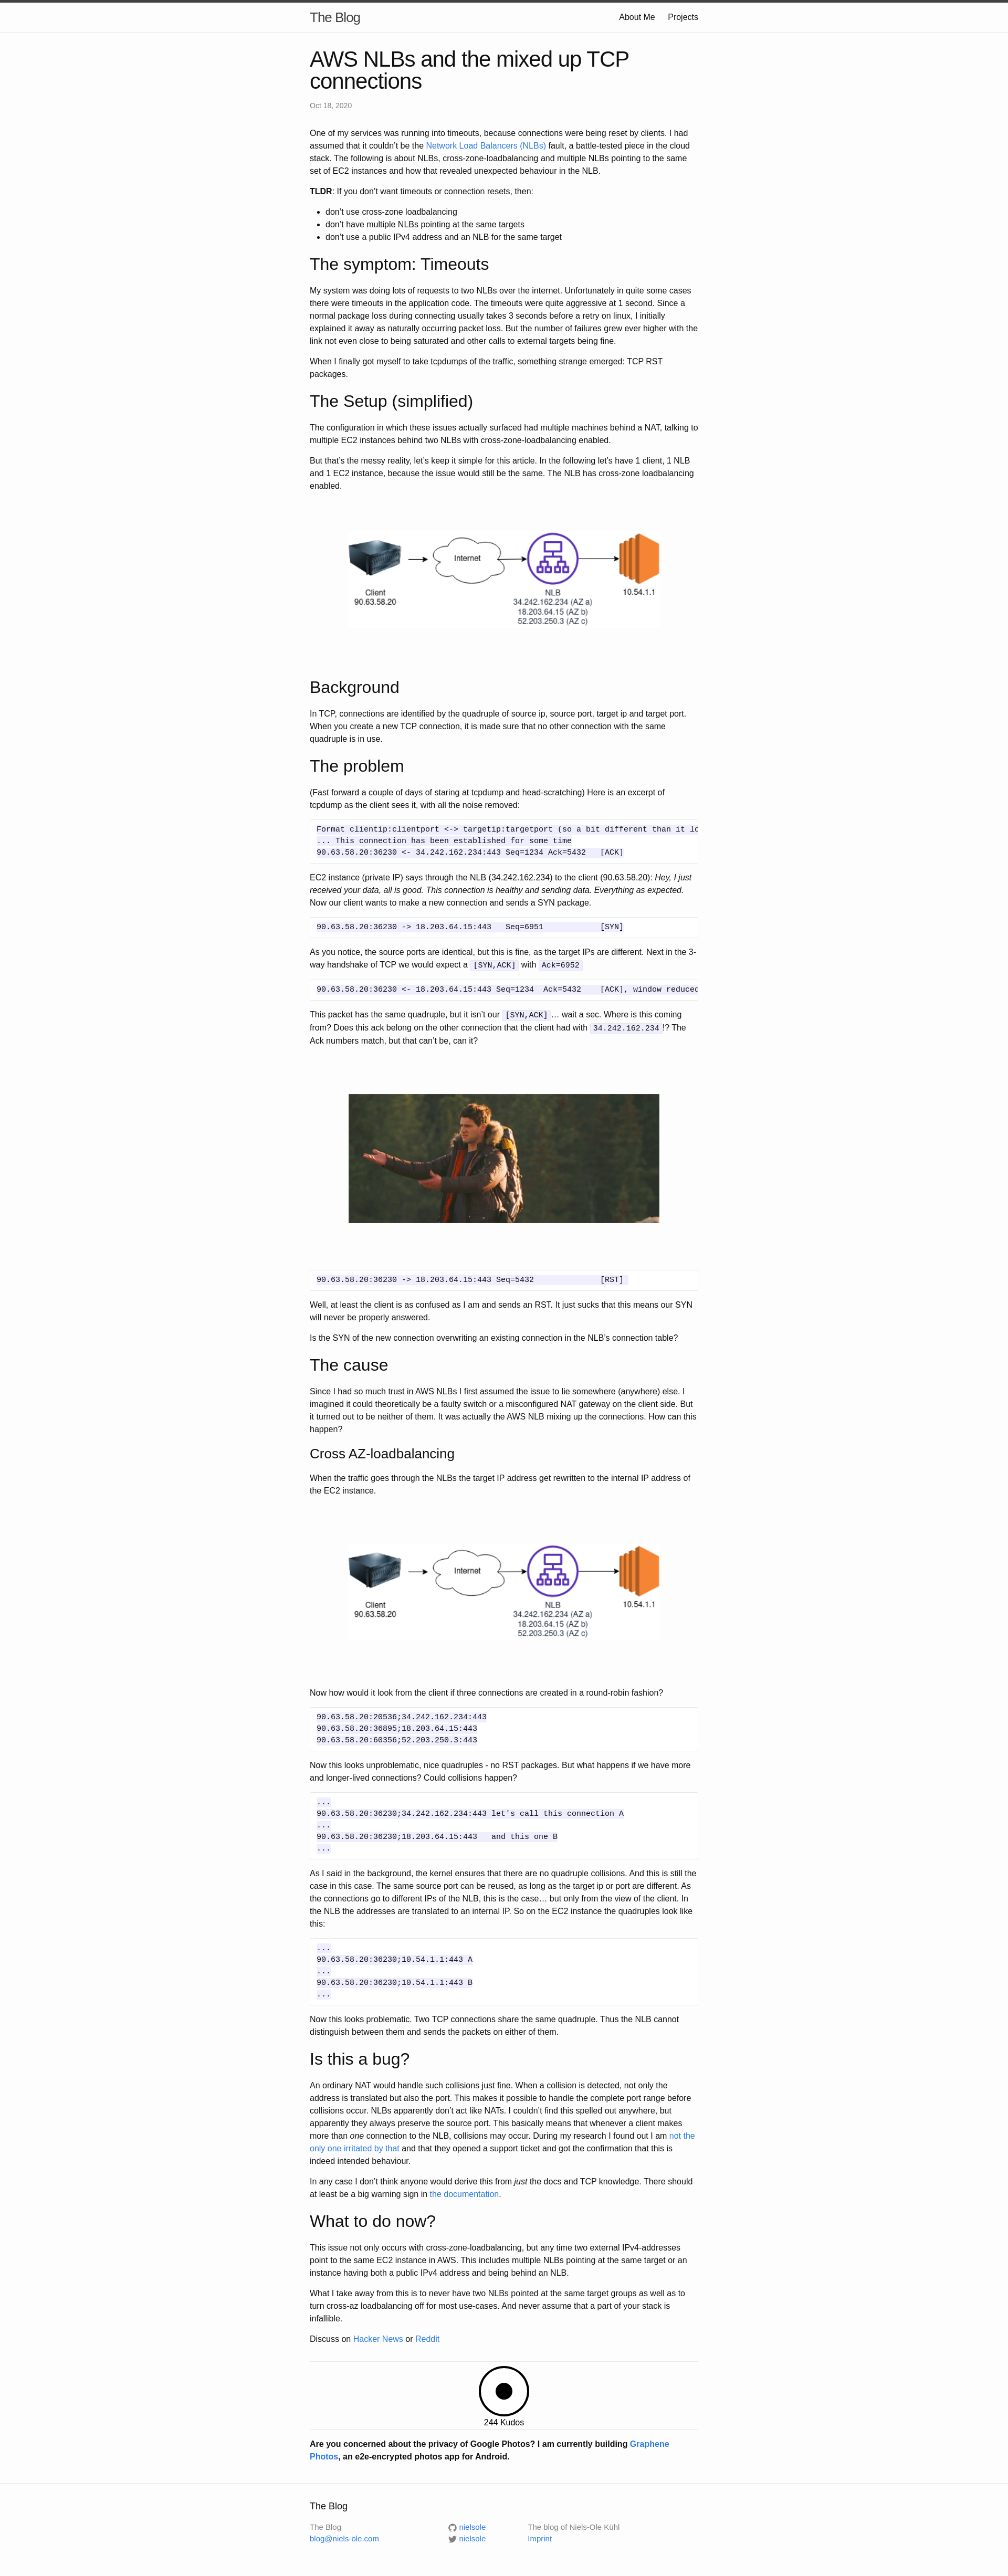 The Blog
About Me
Projects
AWS NLBs and the mixed up TCP
connections
Oct 18, 2020
One of my services was running into timeouts, because connections were being reset by clients. I had
assumed that it couldn’t be the Network Load Balancers (NLBs) fault, a battle-tested piece in the cloud
stack. The following is about NLBs, cross-zone-loadbalancing and multiple NLBs pointing to the same
set of EC2 instances and how that revealed unexpected behaviour in the NLB.
TLDR: If you don’t want timeouts or connection resets, then:
don’t use cross-zone loadbalancing
don’t have multiple NLBs pointing at the same targets
don’t use a public IPv4 address and an NLB for the same target
The symptom: Timeouts
My system was doing lots of requests to two NLBs over the internet. Unfortunately in quite some cases
there were timeouts in the application code. The timeouts were quite aggressive at 1 second. Since a
normal package loss during connecting usually takes 3 seconds before a retry on linux, I initially
explained it away as naturally occurring packet loss. But the number of failures grew ever higher with the
link not even close to being saturated and other calls to external targets being fine.
When I finally got myself to take tcpdumps of the traffic, something strange emerged: TCP RST
packages.
The Setup (simplified)
The configuration in which these issues actually surfaced had multiple machines behind a NAT, talking to
multiple EC2 instances behind two NLBs with cross-zone-loadbalancing enabled.
But that’s the messy reality, let’s keep it simple for this article. In the following let’s have 1 client, 1 NLB
and 1 EC2 instance, because the issue would still be the same. The NLB has cross-zone loadbalancing
enabled.
Internet
Client
90.63.58.20
NLB
34.242.162.234 (AZ a)
18.203.64.15 (AZ b)
52.203.250.3 (AZ c)
10.54.1.1
Background
In TCP, connections are identified by the quadruple of source ip, source port, target ip and target port.
When you create a new TCP connection, it is made sure that no other connection with the same
quadruple is in use.
The problem
(Fast forward a couple of days of staring at tcpdump and head-scratching) Here is an excerpt of
tcpdump as the client sees it, with all the noise removed:
Format clientip:clientport <-> targetip:targetport (so a bit different than it lo
... This connection has been established for some time
90.63.58.20:36230 <- 34.242.162.234:443 Seq=1234 Ack=5432   [ACK]
EC2 instance (private IP) says through the NLB (34.242.162.234) to the client (90.63.58.20): Hey, I just
received your data, all is good. This connection is healthy and sending data. Everything as expected.
Now our client wants to make a new connection and sends a SYN package.
90.63.58.20:36230 -> 18.203.64.15:443   Seq=6951            [SYN]
As you notice, the source ports are identical, but this is fine, as the target IPs are different. Next in the 3-
way handshake of TCP we would expect a [SYN,ACK] with Ack=6952
90.63.58.20:36230 <- 18.203.64.15:443 Seq=1234  Ack=5432    [ACK], window reduced
This packet has the same quadruple, but it isn’t our [SYN,ACK]… wait a sec. Where is this coming
from? Does this ack belong on the other connection that the client had with 34.242.162.234!? The
Ack numbers match, but that can’t be, can it?
90.63.58.20:36230 -> 18.203.64.15:443 Seq=5432              [RST]
Well, at least the client is as confused as I am and sends an RST. It just sucks that this means our SYN
will never be properly answered.
Is the SYN of the new connection overwriting an existing connection in the NLB’s connection table?
The cause
Since I had so much trust in AWS NLBs I first assumed the issue to lie somewhere (anywhere) else. I
imagined it could theoretically be a faulty switch or a misconfigured NAT gateway on the client side. But
it turned out to be neither of them. It was actually the AWS NLB mixing up the connections. How can this
happen?
Cross AZ-loadbalancing
When the traffic goes through the NLBs the target IP address get rewritten to the internal IP address of
the EC2 instance.
Internet
Client
90.63.58.20
NLB
34.242.162.234 (AZ a)
18.203.64.15 (AZ b)
52.203.250.3 (AZ c)
10.54.1.1
Now how would it look from the client if three connections are created in a round-robin fashion?
90.63.58.20:20536;34.242.162.234:443
90.63.58.20:36895;18.203.64.15:443
90.63.58.20:60356;52.203.250.3:443
Now this looks unproblematic, nice quadruples - no RST packages. But what happens if we have more
and longer-lived connections? Could collisions happen?
...
90.63.58.20:36230;34.242.162.234:443 let's call this connection A
...
90.63.58.20:36230;18.203.64.15:443   and this one B
...
As I said in the background, the kernel ensures that there are no quadruple collisions. And this is still the
case in this case. The same source port can be reused, as long as the target ip or port are different. As
the connections go to different IPs of the NLB, this is the case… but only from the view of the client. In
the NLB the addresses are translated to an internal IP. So on the EC2 instance the quadruples look like
this:
...
90.63.58.20:36230;10.54.1.1:443 A
...
90.63.58.20:36230;10.54.1.1:443 B
...
Now this looks problematic. Two TCP connections share the same quadruple. Thus the NLB cannot
distinguish between them and sends the packets on either of them.
Is this a bug?
An ordinary NAT would handle such collisions just fine. When a collision is detected, not only the
address is translated but also the port. This makes it possible to handle the complete port range before
collisions occur. NLBs apparently don’t act like NATs. I couldn’t find this spelled out anywhere, but
apparently they always preserve the source port. This basically means that whenever a client makes
more than one connection to the NLB, collisions may occur. During my research I found out I am not the
only one irritated by that and that they opened a support ticket and got the confirmation that this is
indeed intended behaviour.
In any case I don’t think anyone would derive this from just the docs and TCP knowledge. There should
at least be a big warning sign in the documentation.
What to do now?
This issue not only occurs with cross-zone-loadbalancing, but any time two external IPv4-addresses
point to the same EC2 instance in AWS. This includes multiple NLBs pointing at the same target or an
instance having both a public IPv4 address and being behind an NLB.
What I take away from this is to never have two NLBs pointed at the same target groups as well as to
turn cross-az loadbalancing off for most use-cases. And never assume that a part of your stack is
infallible.
Discuss on Hacker News or Reddit
244 Kudos
Are you concerned about the privacy of Google Photos? I am currently building Graphene
Photos, an e2e-encrypted photos app for Android.
The Blog
The Blog
blog@niels-ole.com
nielsole
nielsole
The blog of Niels-Ole Kühl
Imprint